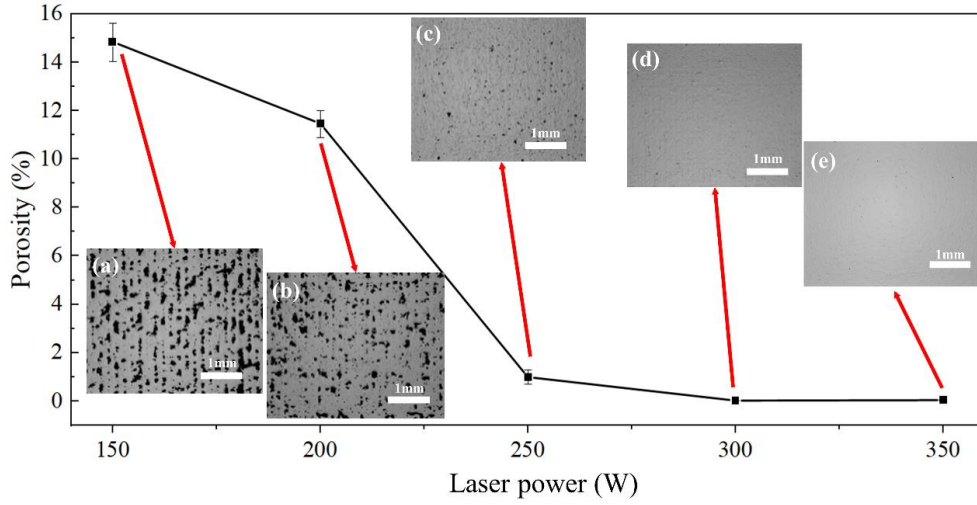 16
14
12
10
8
6
4
2
0
Porosity (%)
150
200
250
300
350
Laser power (W)
(a)
1mm
(b)
1mm
(c)
1mm
(d)
1mm
(e)
1mm